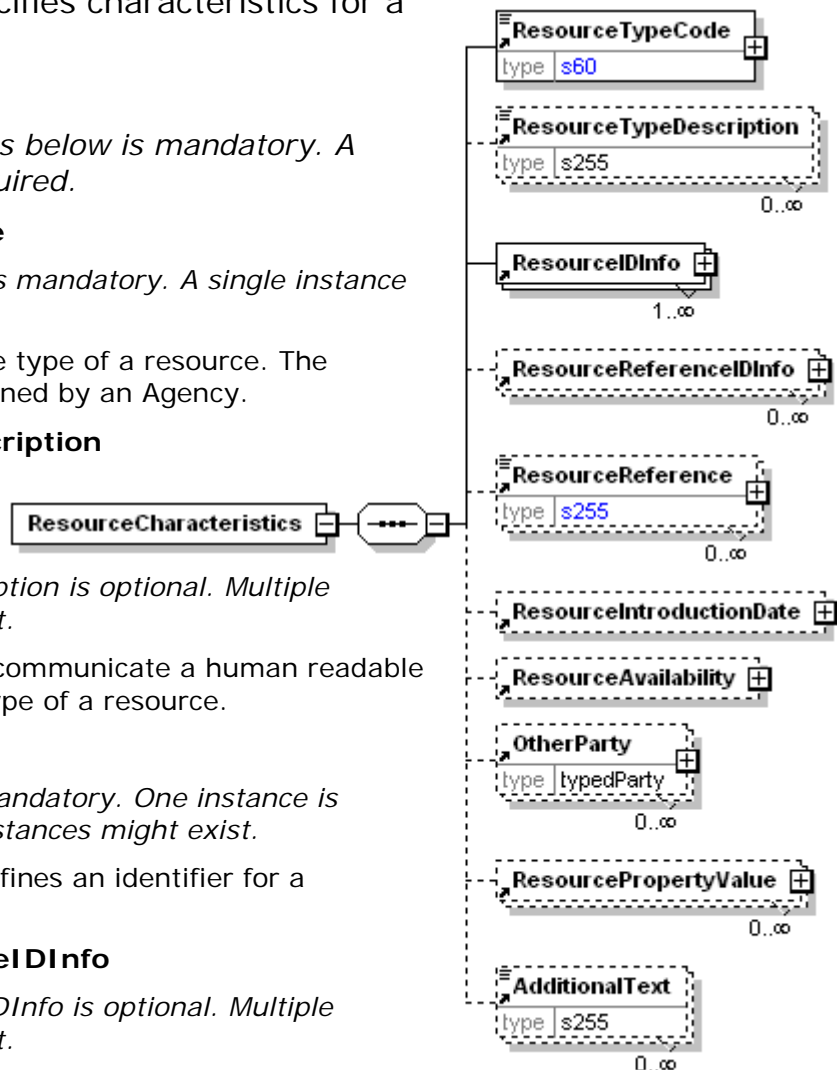 cifies characteristics for a
s below is mandatory. A
uired.
e
s mandatory. A single instance
e type of a resource. The
ned by an Agency.
cription
ption is optional. Multiple
t.
communicate a human readable
ype of a resource.
andatory. One instance is
stances might exist.
fines an identifier for a
eIDInfo
DInfo is optional. Multiple
t.
ResourceCharacteristics
ResourceTypeCode
type s60
ResourceTypeDescription
type s255
0..∞
ResourceIDInfo
1..∞
ResourceReferenceIDInfo
0..∞
ResourceReference
type s255
0..∞
ResourceIntroductionDate
ResourceAvailability
OtherParty
type typedParty
0..∞
ResourcePropertyValue
0..∞
AdditionalText
type s255
0..∞